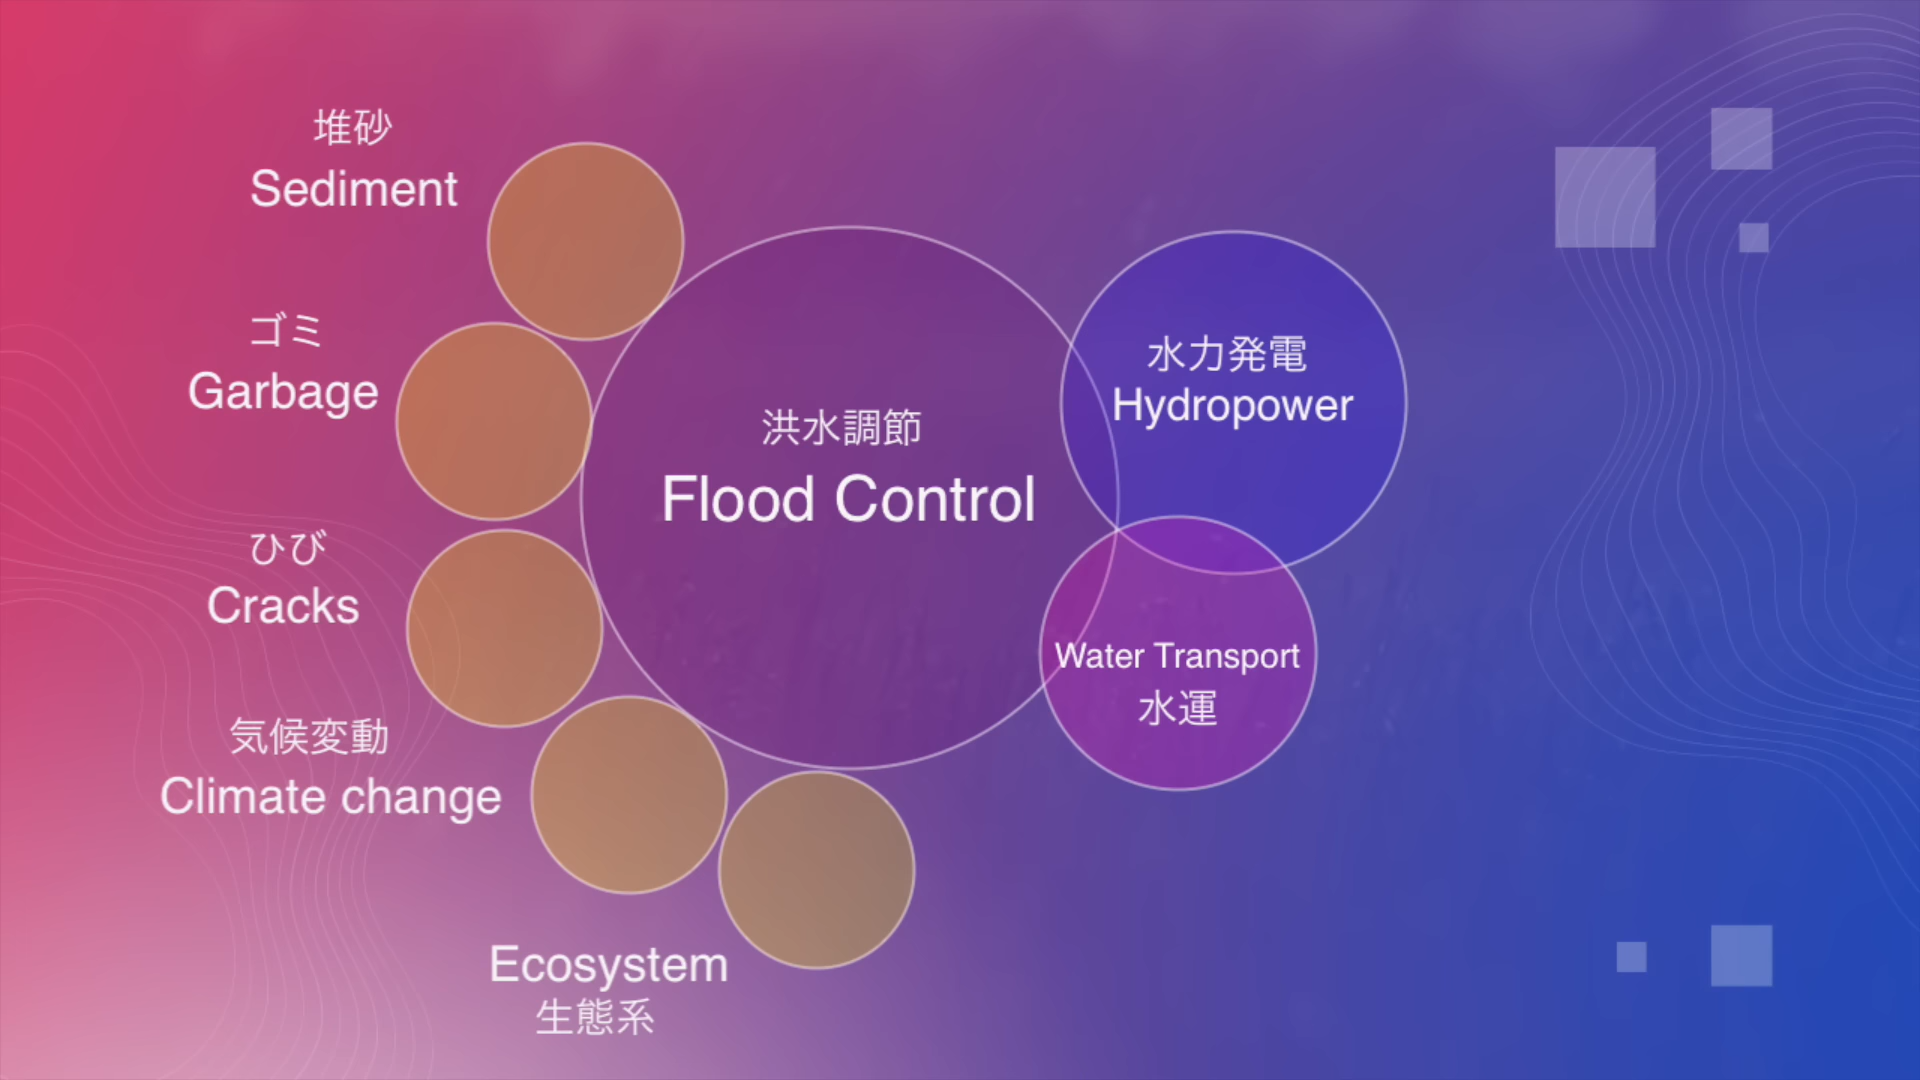 堆砂
Sediment
ゴミ
Garbage
ひび
Cracks
気候変動
Climate change
Ecosystem
生態系
洪水調節
Flood Control
水力発電
Hydropower
Water Transport
水運